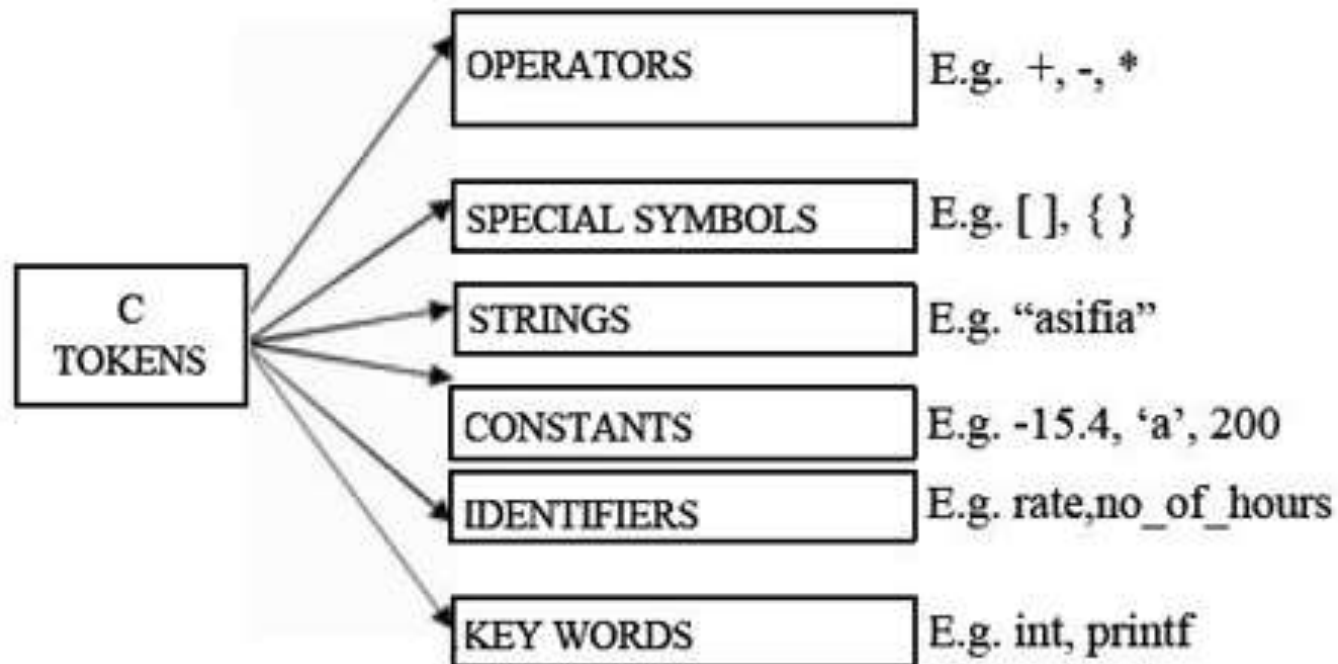 OPERATORS E.g. +, -, *
SPECIAL SYMBOLS E.g. [ ], { }
C
TOKENS
STRINGS E.g. “asifia”
CONSTANTS E.g. -15.4, ‘a’, 200
IDENTIFIERS E.g. rate,no_of_hours
KEY WORDS E.g. int, printf